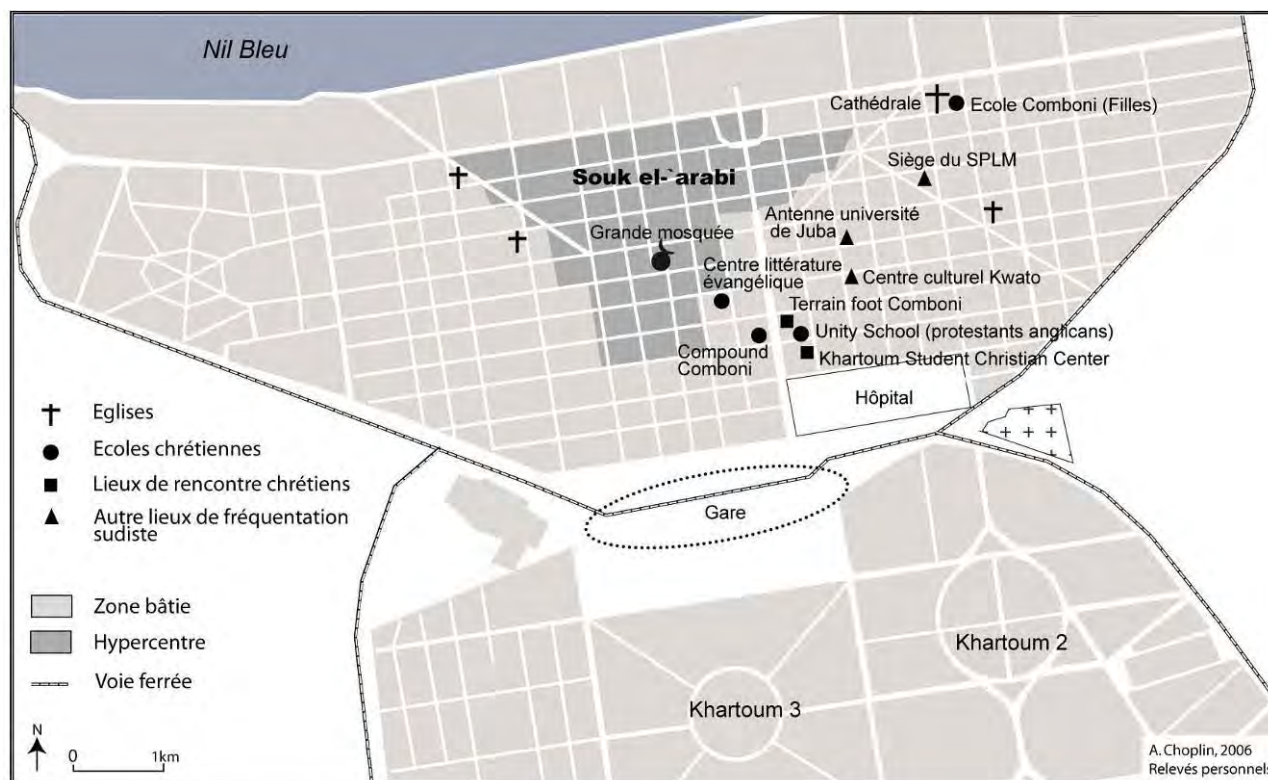 Nil Bleu
Cathédrale
Ecole Comboni (Filles)
Siège du SPLM
Souk el-`arabi
Antenne université
de Juba
Grande mosquée
Centre littérature
évangélique
Centre culturel Kwato
Terrain foot Comboni
Unity School (protestants anglicans)
Compound
Comboni
Khartoum Student Christian Center
Hôpital
Gare
Khartoum 2
Khartoum 3
Eglises
Ecoles chrétiennes
Lieux de rencontre chrétiens
Autre lieux de fréquentation
sudiste
Zone bâtie
Hypercentre
Voie ferrée
N
0 1km
A. Choplin, 2006
Relevés personnels